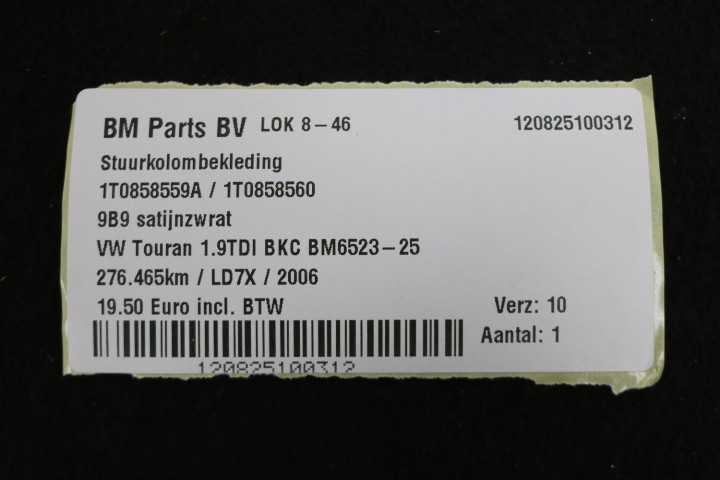 BM Parts BV LOK 8-46 120825100312
Stuurkolombekleding
1T0858559A / 1T0858560
9B9 satijnzwrat
VW Touran 1.9TDI BKC BM6523-25
276.465km / LD7X / 2006
19.50 Euro incl. BTW Verz: 10
Aantal: 1
120825100312